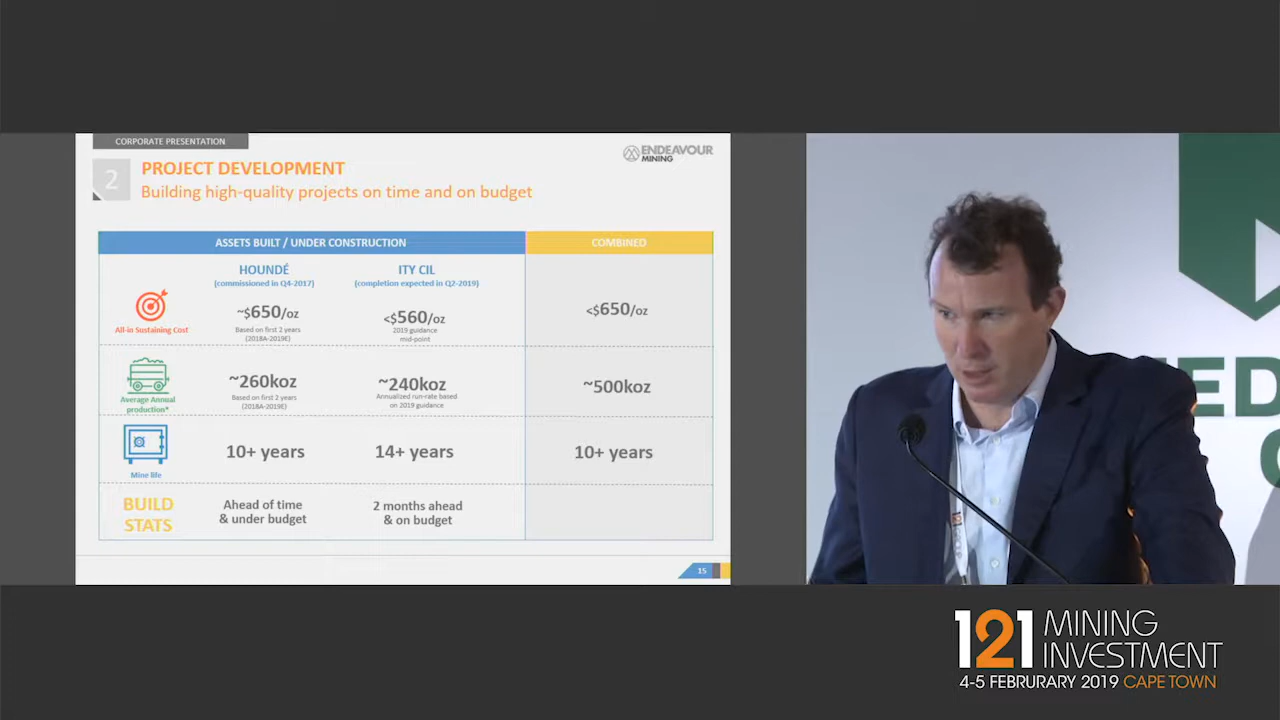 CORPORATE PRESENTATION
ENDEAVOUR
MINING
2
PROJECT DEVELOPMENT
Building high-quality projects on time and on budget
ASSETS BUILT / UNDER CONSTRUCTION
COMBINED
HOUNDÉ
(commissioned in Q4-2017)
ITY CIL
(completion expected in Q2-2019)
All-in Sustaining Cost
~$650/oz
Based on first 2 years
(2018A-2019E)
<$560/oz
2019 guidance
mid-point
<$650/oz
Average Annual
production*
~260koz
Based on first 2 years
(2018A-2019E)
~240koz
Annualized run-rate based
on 2019 guidance
~500koz
Mine life
10+ years
14+ years
10+ years
BUILD
STATS
Ahead of time
& under budget
2 months ahead
& on budget
15
ED
121
121 MINING
INVESTMENT
4-5 FEBRURARY 2019 CAPE TOWN